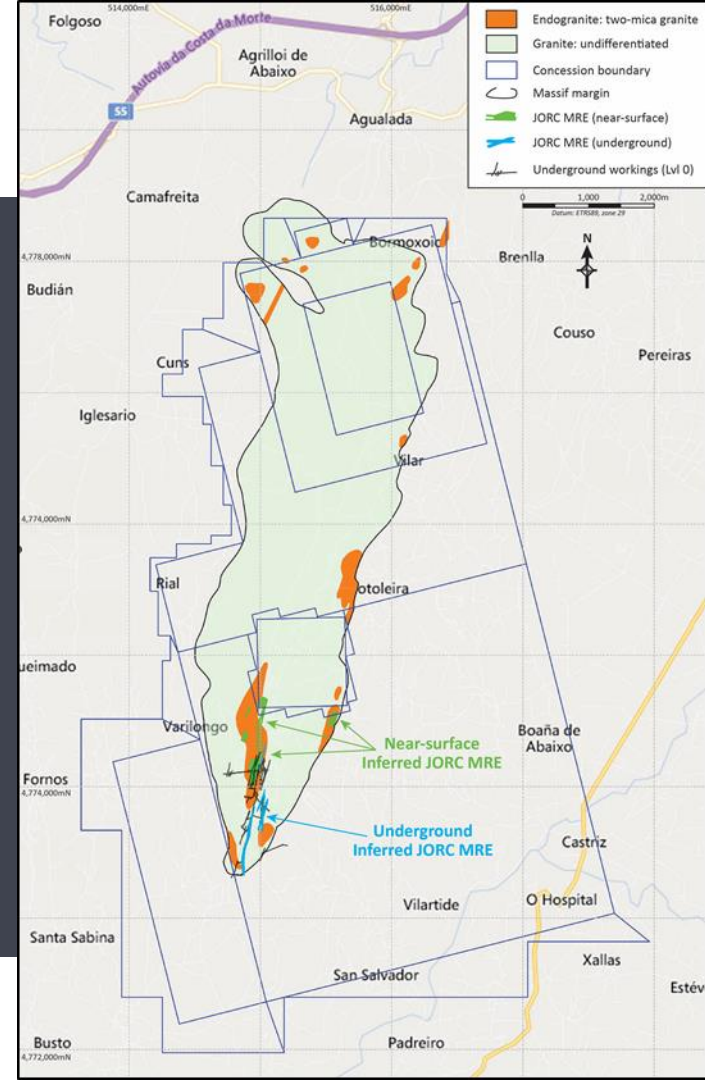 514,000mE
516,000mE
Folgoso
Autovía da Costa da Morte
Agrilloi de
Abaixo
55
Agualada
Endogranite: two-mica granite
Granite: undifferentiated
Concession boundary
Massif margin
JORC MRE (near-surface)
JORC MRE (underground)
Underground workings (Lvl 0)
0 1,000 2,000m
Datum: ETRS89, zone 29
N
Camafreita
Bormoxoic
4,778,000mN
Brenlla
Budián
Couso
Pereiras
Cuns
Iglesario
Vilar
4,774,000mN
Rial
otoleira
ueimado
Varilongo
Boaña de
Abaixo
Near-surface
Inferred JORC MRE
Fornos
4,774,000mN
Underground
Inferred JORC MRE
Castriz
Vilartide
O Hospital
Santa Sabina
Xallas
San Salvador
Estév
Busto
Padreiro
4,772,000mN